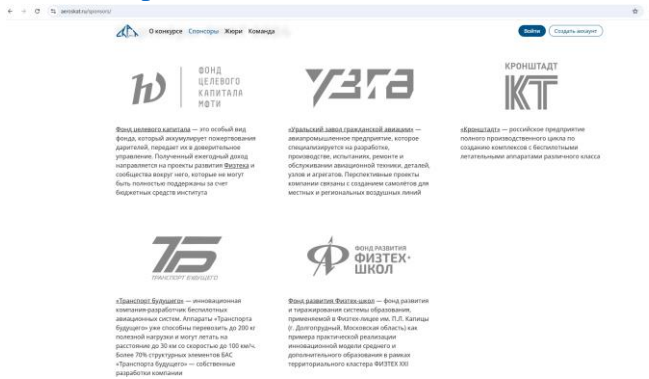 aeroskat.ru/sponsors/
О конкурсе Спонсоры Жюри Команда
Войти Создать аккаунт
ФОНД
ЦЕЛЕВОГО
КАПИТАЛА
МФТИ
УЗГА
КРОНШТАДТ
КТ
Фонд целевого капитала — это особый вид
фонда, который аккумулирует пожертвования
дарителей, передает их в доверительное
управление. Полученный ежегодный доход
направляется на проекты развития Физтеха и
сообщества вокруг него, которые не могут
быть полностью поддержаны за счет
бюджетных средств института
«Уральский завод гражданской авиации» —
авиапромышленное предприятие, которое
специализируется на разработке,
производстве, испытаниях, ремонте и
обслуживании авиационной техники, деталей,
узлов и агрегатов. Перспективные проекты
компании связаны с созданием самолётов для
местных и региональных воздушных линий
«Кронштадт» — российское предприятие
полного производственного цикла по
созданию комплексов с беспилотными
летательными аппаратами различного класса
ТБ
ТРАНСПОРТ БУДУЩЕГО
ФОНД РАЗВИТИЯ
ФИЗТЕХ-
ШКОЛ
«Транспорт будущего» — инновационная
компания-разработчик беспилотных
авиационных систем. Аппараты «Транспорта
будущего» уже способны перевозить до 200 кг
полезной нагрузки и могут летать на
расстояние до 30 км со скоростью до 100 км/ч.
Более 70% структурных элементов БАС
«Транспорта будущего» — собственные
разработки компании
Фонд развития Физтех-школ — фонд развития
и тиражирования системы образования,
применяемой в Физтех-лицее им. П.Л. Капицы
(г. Долгопрудный, Московская область) как
примера практической реализации
инновационной модели среднего и
дополнительного образования в рамках
территориального кластера ФИЗТЕХ XXI